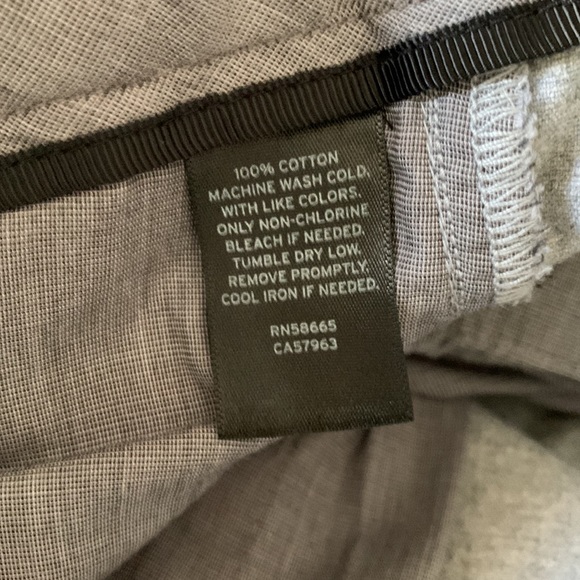 100% COTTON
MACHINE WASH COLD,
WITH LIKE COLORS.
ONLY NON-CHLORINE
BLEACH IF NEEDED.
TUMBLE DRY LOW,
REMOVE PROMPTLY.
COOL IRON IF NEEDED.
RN58665
CA57963